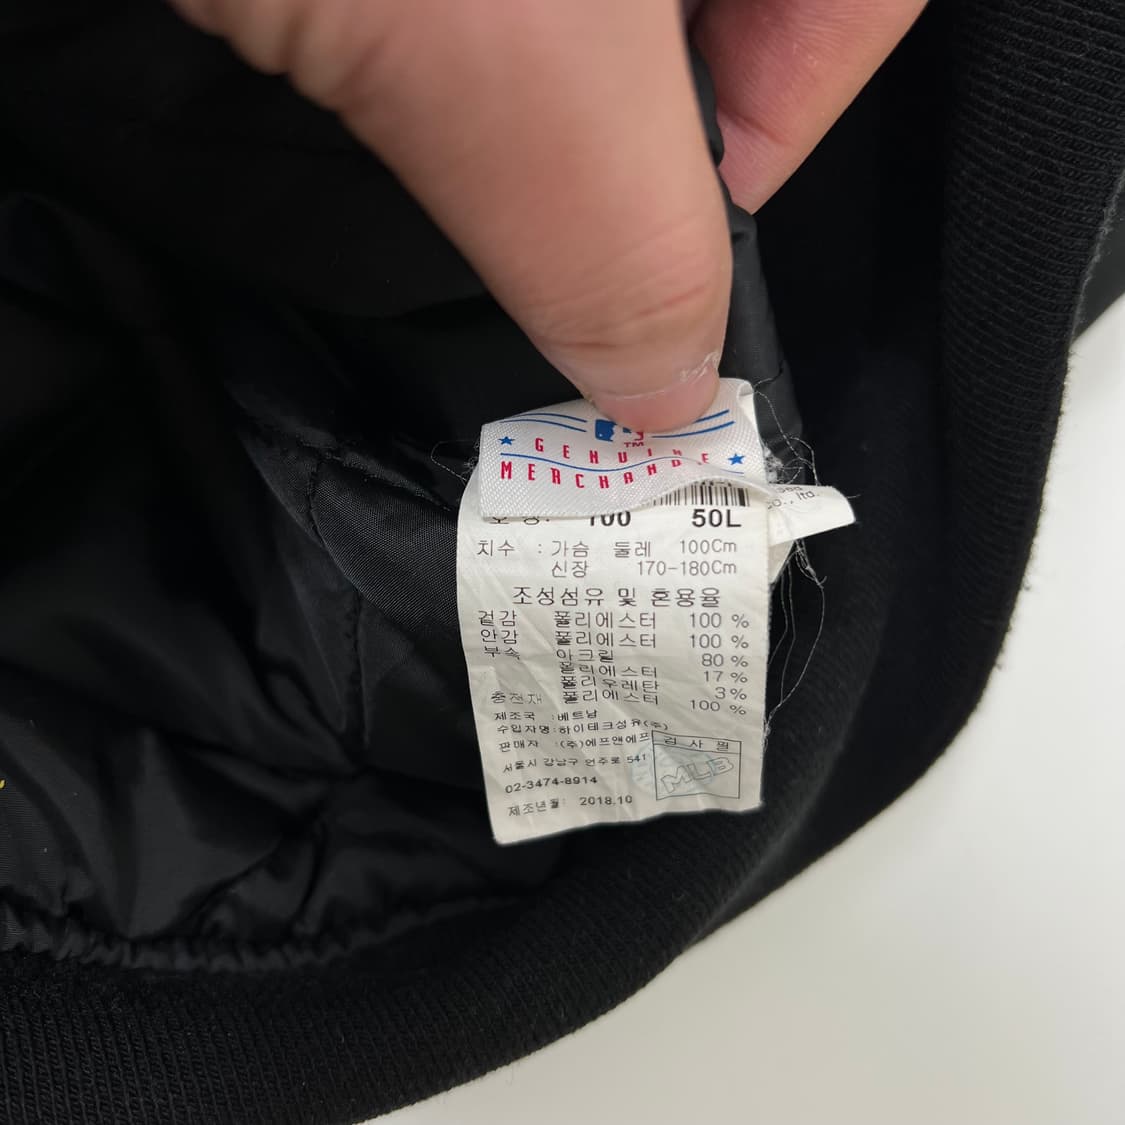 GENUINE
MERCHANDISE
co., ltd.
호칭: 100 50L
치수 : 가슴 둘레 100Cm
신장 170-180Cm
조성섬유 및 혼용율
겉감 폴리에스터 100 %
안감 폴리에스터 100 %
부속 아크릴 80 %
폴리에스터 17 %
폴리우레탄 3 %
충전재 폴리에스터 100 %
제조국 : 베트남
수입자명 : 하이테크섬유(주)
판매자 : (주)에프앤에프
서울시 강남구 언주로 541
02-3474-8914
제조년월: 2018.10
검사필
MLB